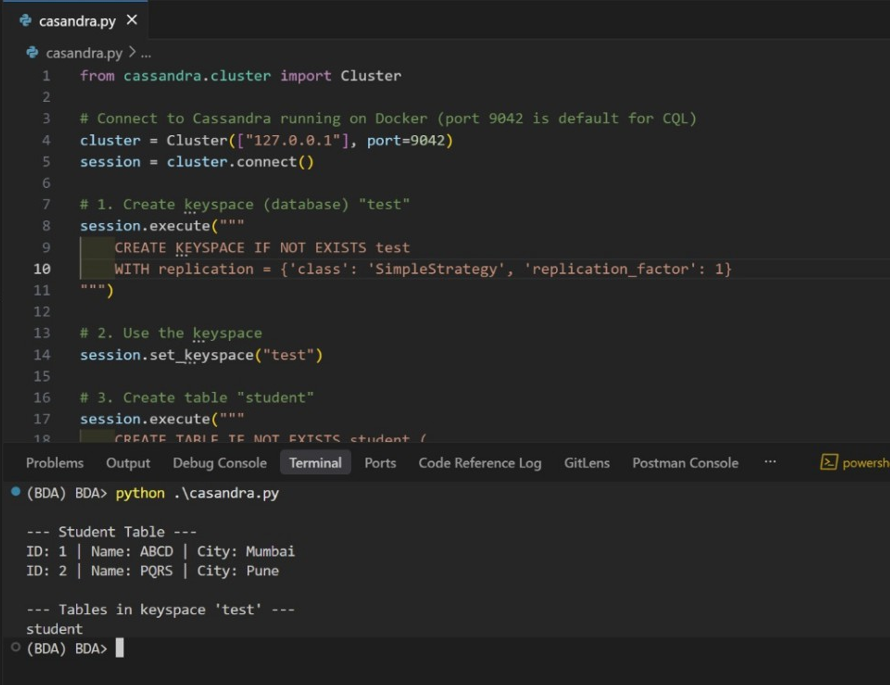 casandra.py
casandra.py > ...
1 from cassandra.cluster import Cluster
2
3 # Connect to Cassandra running on Docker (port 9042 is default for CQL)
4 cluster = Cluster(["127.0.0.1"], port=9042)
5 session = cluster.connect()
6
7 # 1. Create keyspace (database) "test"
8 session.execute("""
9     CREATE KEYSPACE IF NOT EXISTS test
10     WITH replication = {'class': 'SimpleStrategy', 'replication_factor': 1}
11 """)
12
13 # 2. Use the keyspace
14 session.set_keyspace("test")
15
16 # 3. Create table "student"
17 session.execute("""
18     CREATE TABLE IF NOT EXISTS student (
Problems Output Debug Console Terminal Ports Code Reference Log GitLens Postman Console ... powersh
(BDA) BDA> python .\casandra.py
--- Student Table ---
ID: 1 | Name: ABCD | City: Mumbai
ID: 2 | Name: PQRS | City: Pune
--- Tables in keyspace 'test' ---
student
(BDA) BDA>